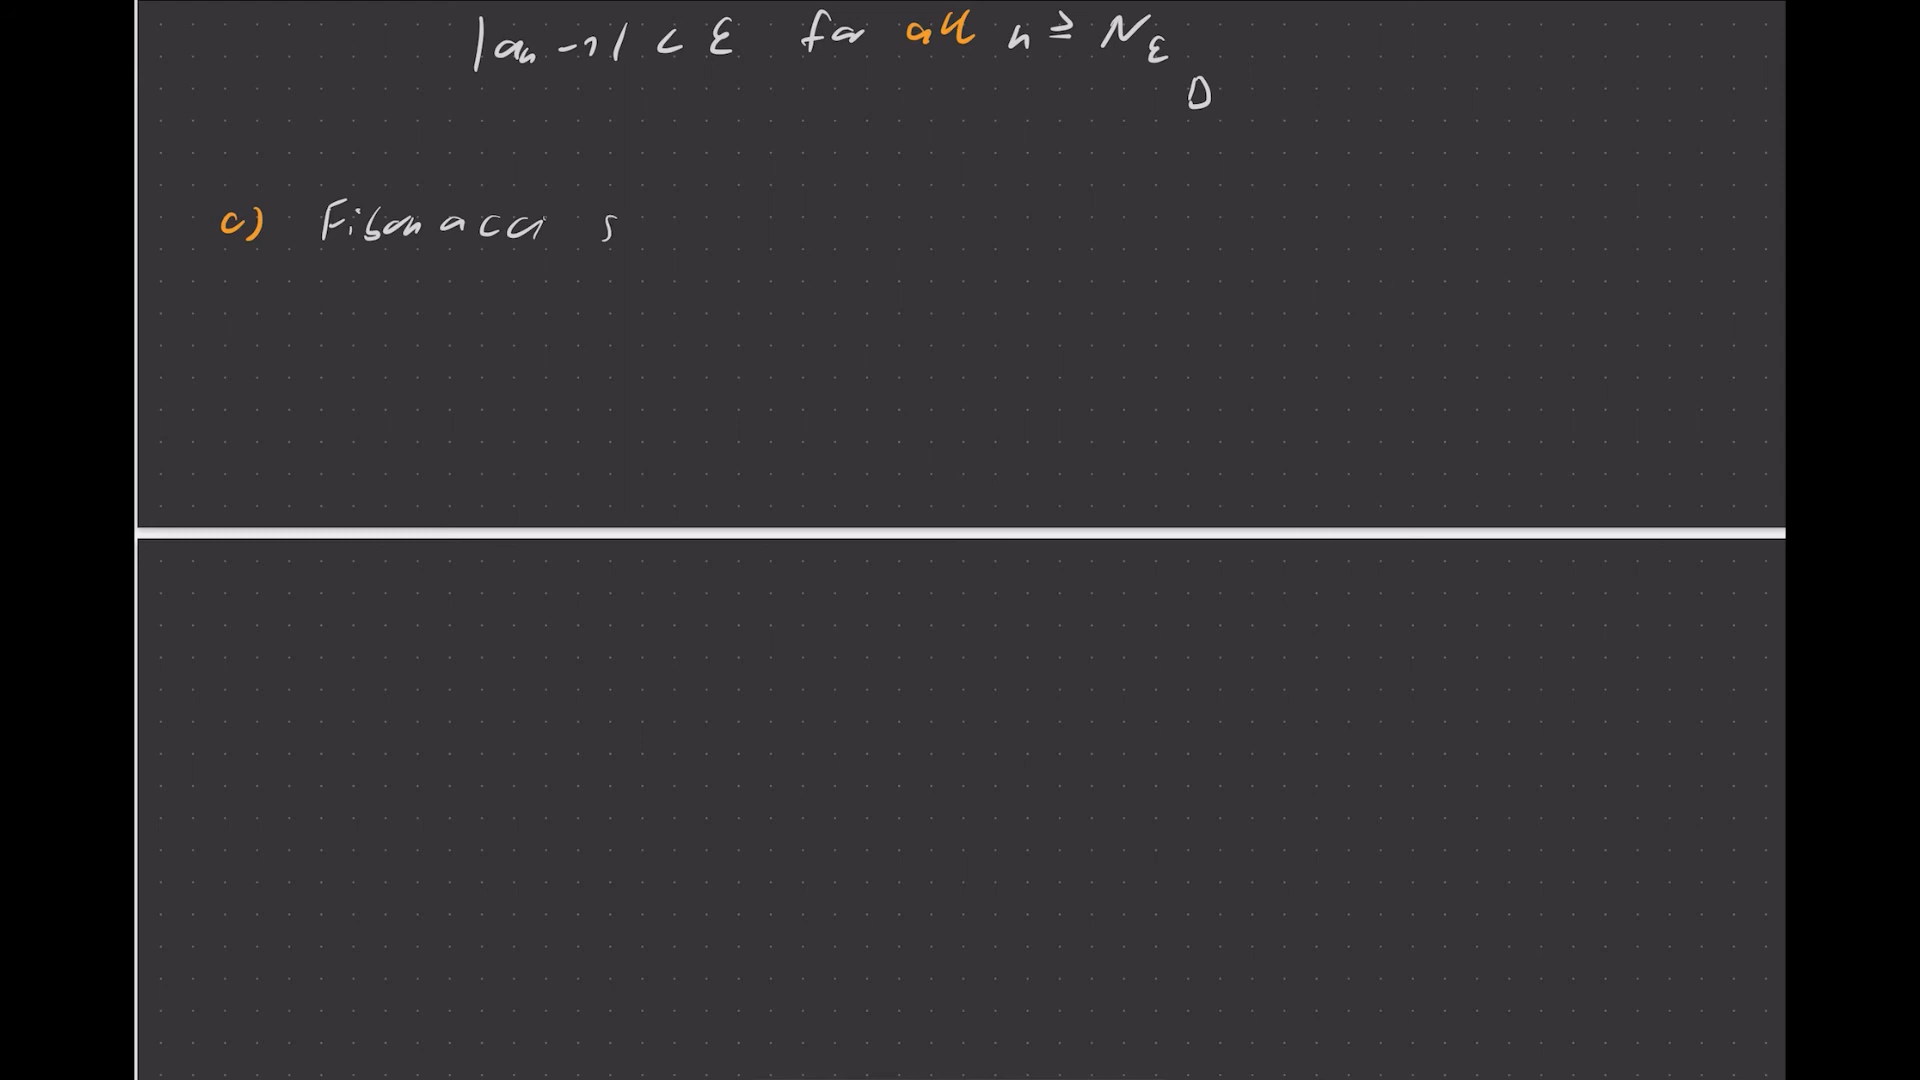 |aₙ - 1| < ε for all n ≥ N_ε
□
c) Fibonacci s